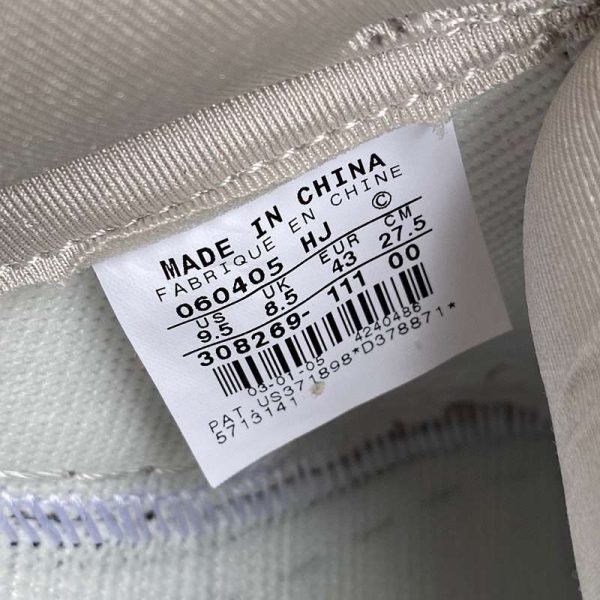 MADE IN CHINA
FABRIQUE EN CHINE
060405 HJ ©
US UK EUR CM
9.5 8.5 43 27.5
308269- 111 00
03-01-05 4240486
PAT. US371898*D378871*
5713141